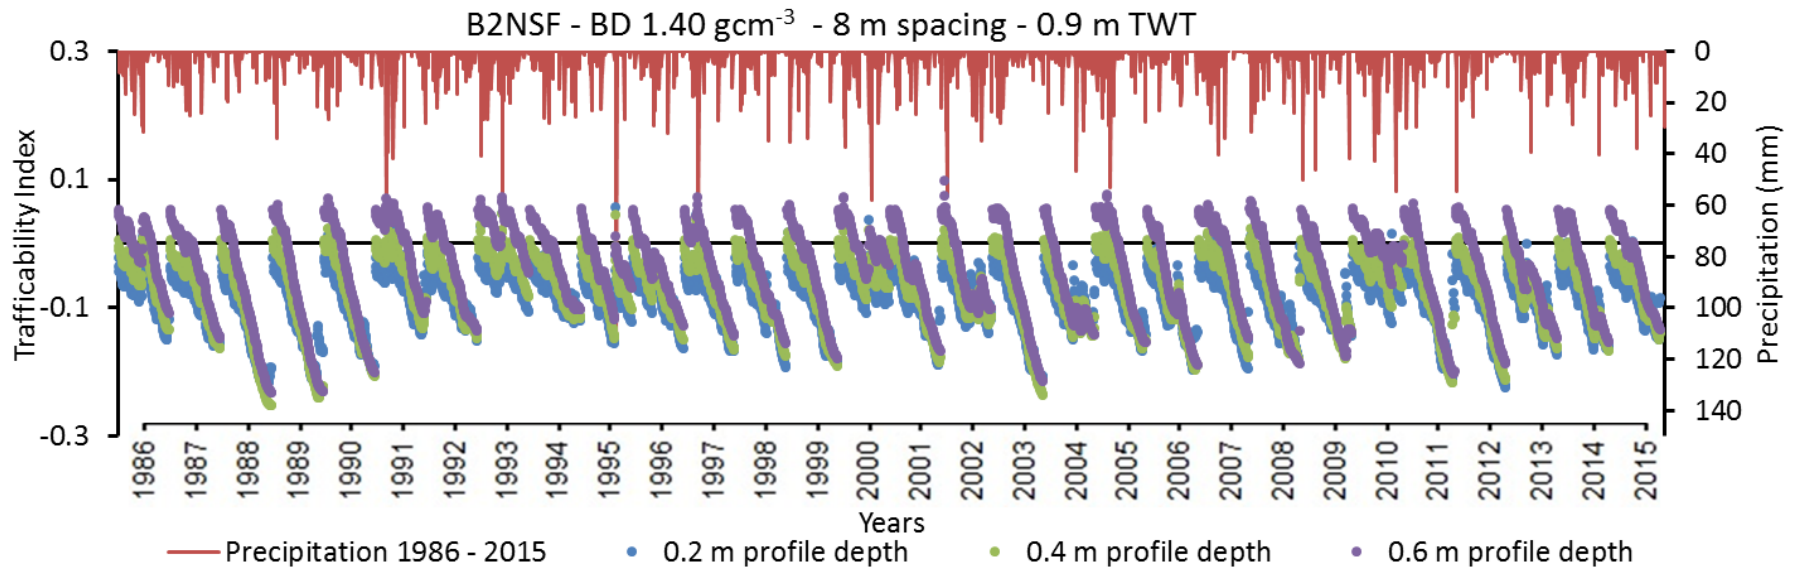 B2NSF - BD 1.40 gcm-3 - 8 m spacing - 0.9 m TWT
Trafficability Index
0.3
0.1
-0.1
-0.3
0
20
40
60
80
100
120
140
Precipitation (mm)
1986 1987 1988 1989 1990 1991 1992 1993 1994 1995 1996 1997 1998 1999 2000 2001 2002 2003 2004 2005 2006 2007 2008 2009 2010 2011 2012 2013 2014 2015
Years
Precipitation 1986 - 2015 0.2 m profile depth 0.4 m profile depth 0.6 m profile depth